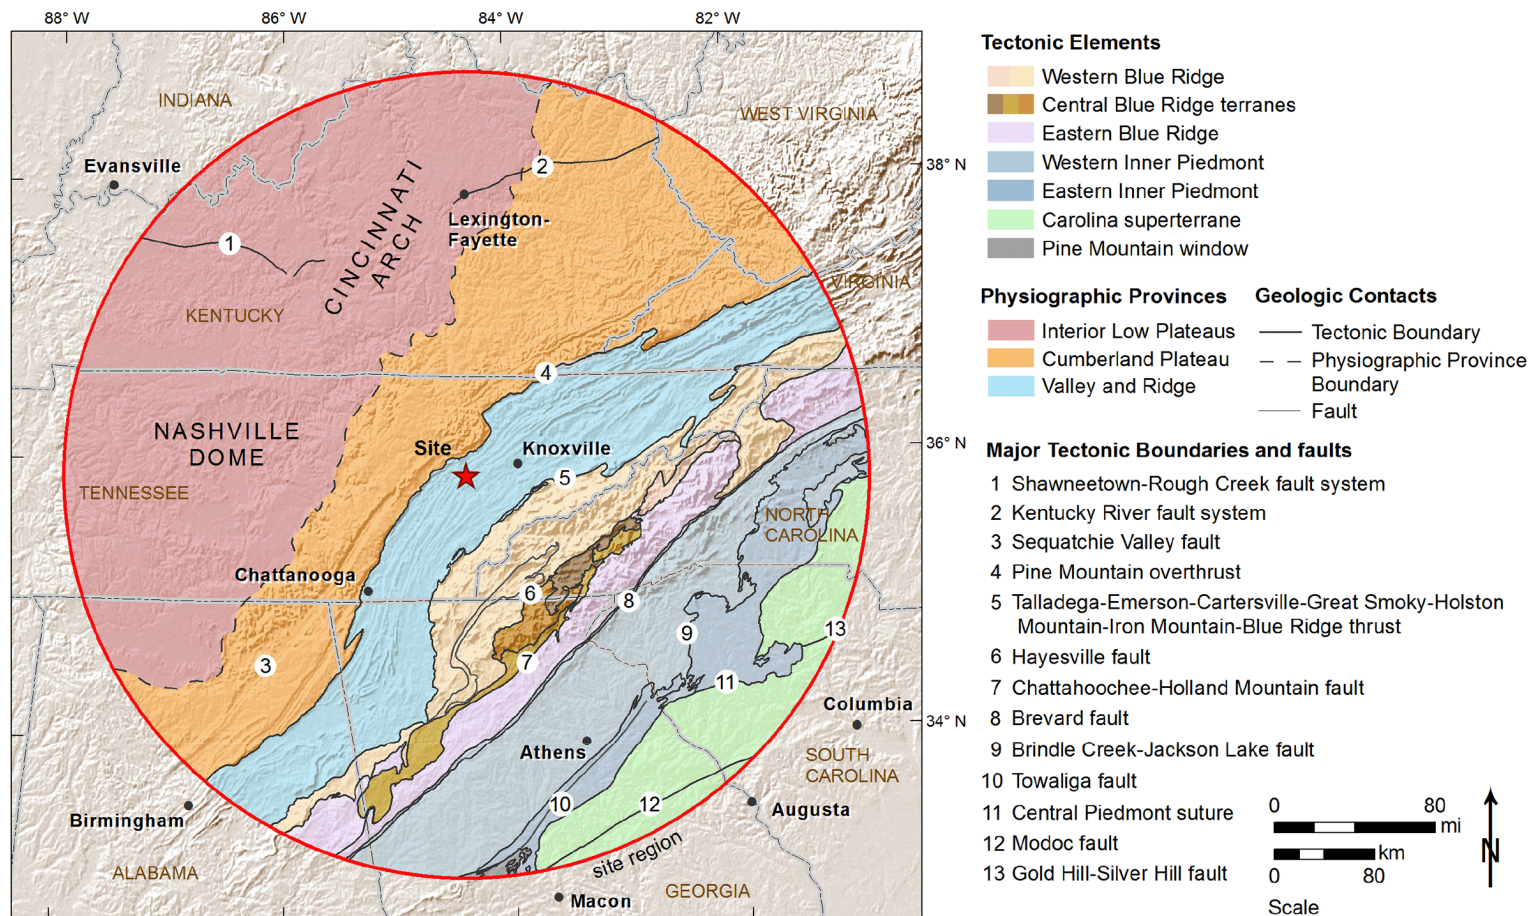 88° W
86° W
84° W
82° W
38° N
36° N
34° N
INDIANA
WEST VIRGINIA
Evansville
2
CINCINNATI
ARCH
Lexington-
Fayette
1
VIRGINIA
KENTUCKY
4
NASHVILLE
DOME
Site
Knoxville
5
TENNESSEE
NORTH
CAROLINA
Chattanooga
6
8
9
13
3
7
11
Columbia
Athens
SOUTH
CAROLINA
10
12
Augusta
Birmingham
site region
ALABAMA
GEORGIA
Macon
Tectonic Elements
Western Blue Ridge
Central Blue Ridge terranes
Eastern Blue Ridge
Western Inner Piedmont
Eastern Inner Piedmont
Carolina superterrane
Pine Mountain window
Physiographic Provinces
Interior Low Plateaus
Cumberland Plateau
Valley and Ridge
Geologic Contacts
Tectonic Boundary
Physiographic Province
Boundary
Fault
Major Tectonic Boundaries and faults
1 Shawneetown-Rough Creek fault system
2 Kentucky River fault system
3 Sequatchie Valley fault
4 Pine Mountain overthrust
5 Talladega-Emerson-Cartersville-Great Smoky-Holston
Mountain-Iron Mountain-Blue Ridge thrust
6 Hayesville fault
7 Chattahoochee-Holland Mountain fault
8 Brevard fault
9 Brindle Creek-Jackson Lake fault
10 Towaliga fault
11 Central Piedmont suture
12 Modoc fault
13 Gold Hill-Silver Hill fault
0 80
mi
km
0 80
Scale
N